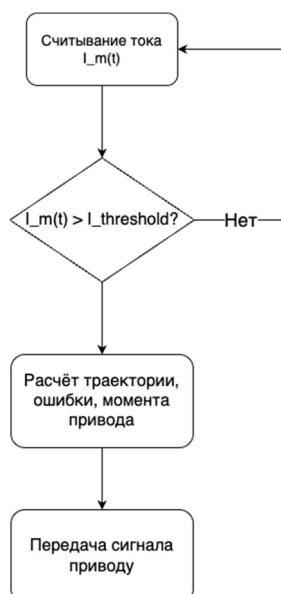 Считывание тока
I_m(t)
I_m(t) > I_threshold?
Нет
Расчёт траектории,
ошибки, момента
привода
Передача сигнала
приводу